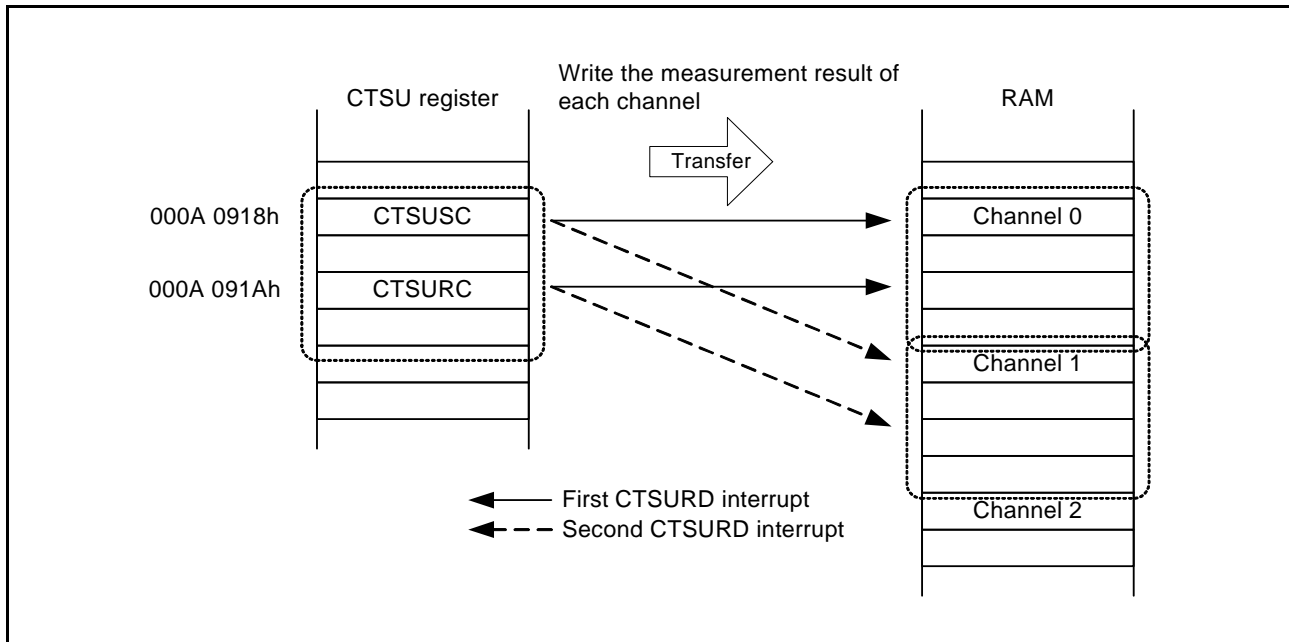 Write the measurement result of
each channel
CTSU register
RAM
Transfer
000A 0918h
CTSUSC
Channel 0
000A 091Ah
CTSURC
Channel 1
First CTSURD interrupt
Second CTSURD interrupt
Channel 2